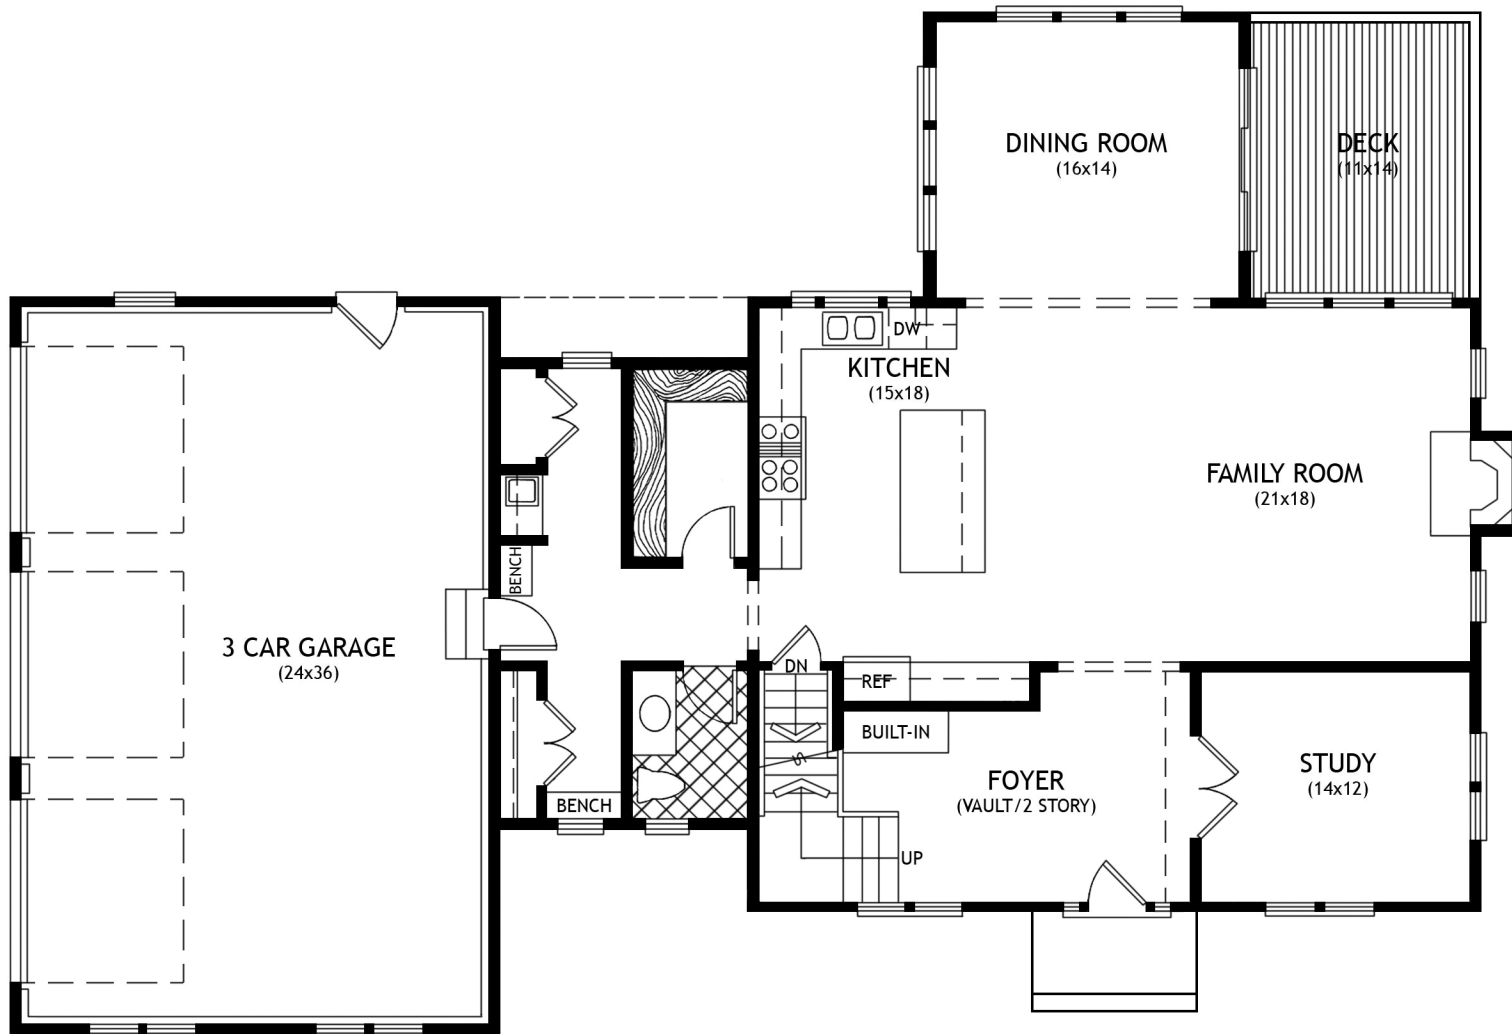 DINING ROOM
(16x14)
DECK
(11x14)
DW
KITCHEN
(15x18)
FAMILY ROOM
(21x18)
BENCH
3 CAR GARAGE
(24x36)
DN
REF
BUILT-IN
S
FOYER
(VAULT/2 STORY)
STUDY
(14x12)
BENCH
UP